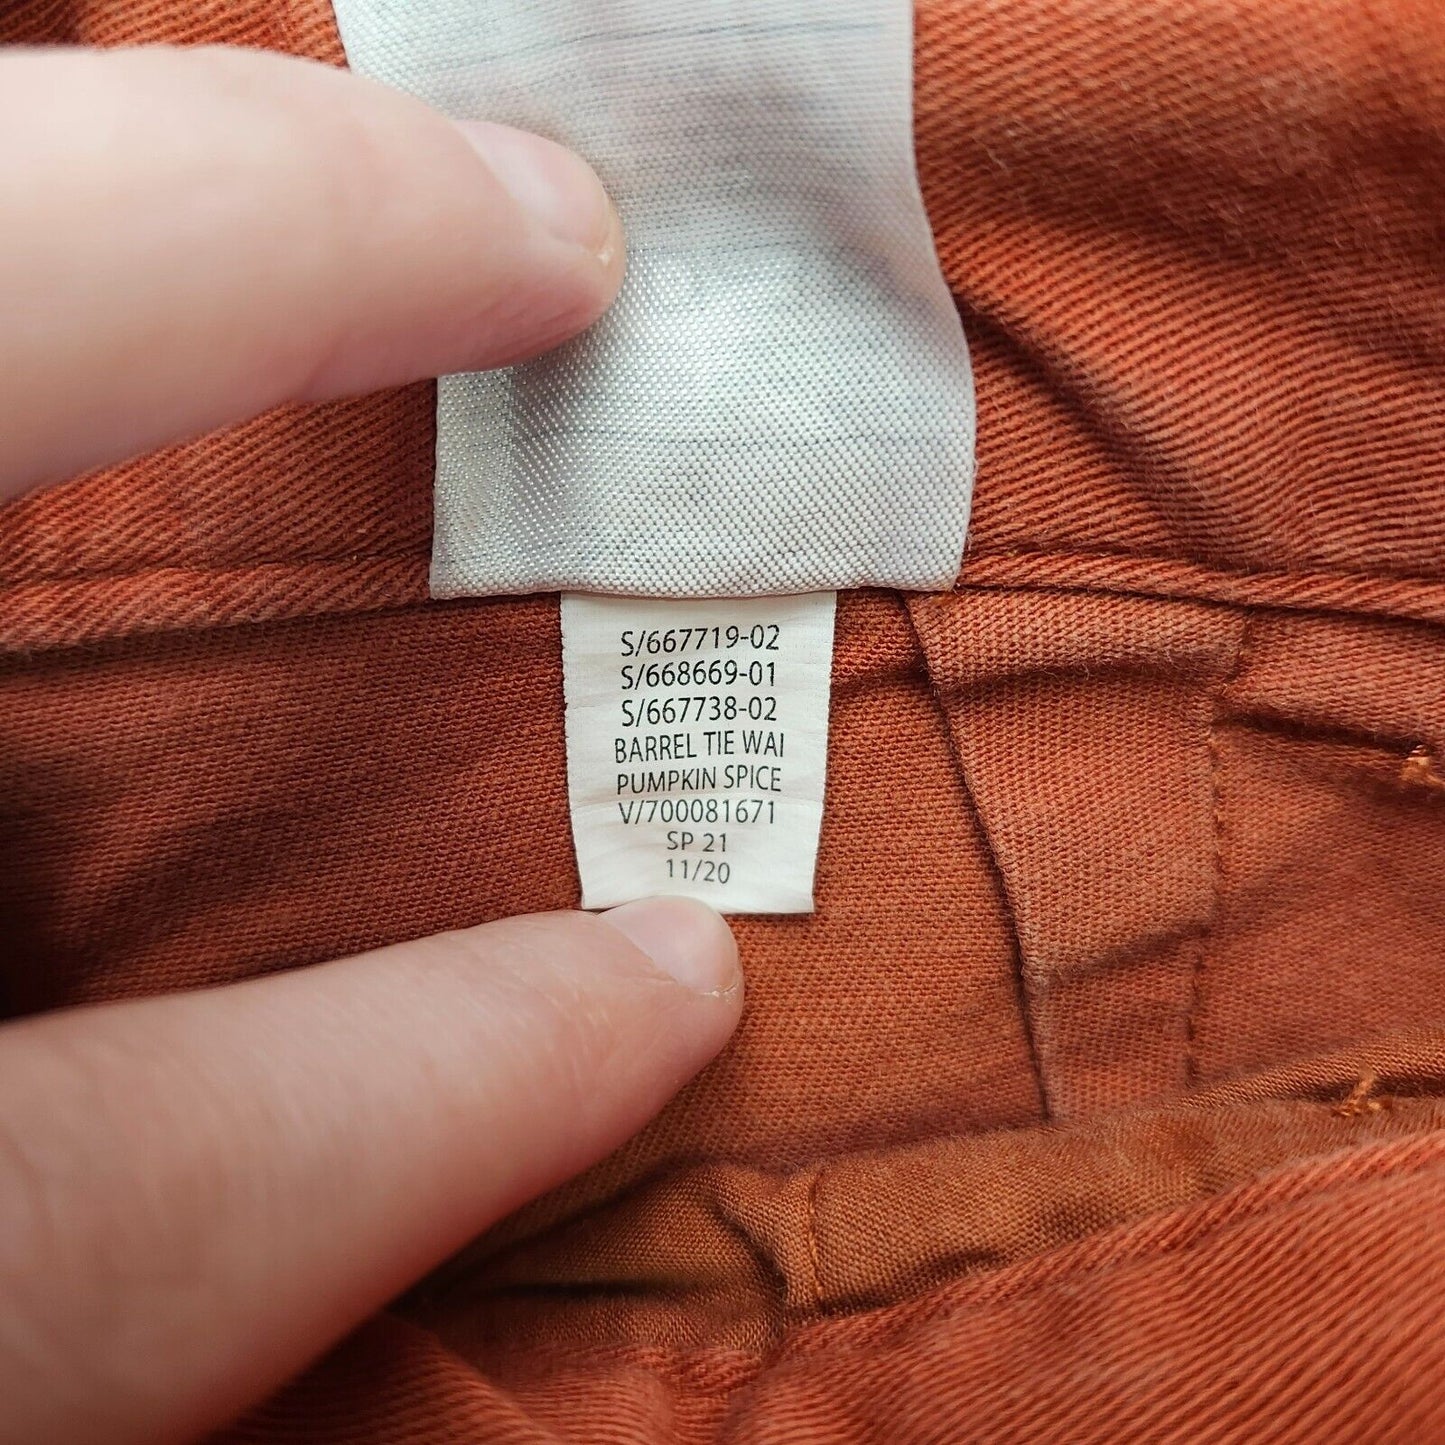 S/667719-02
S/668669-01
S/667738-02
BARREL TIE WAI
PUMPKIN SPICE
V/700081671
SP 21
11/20